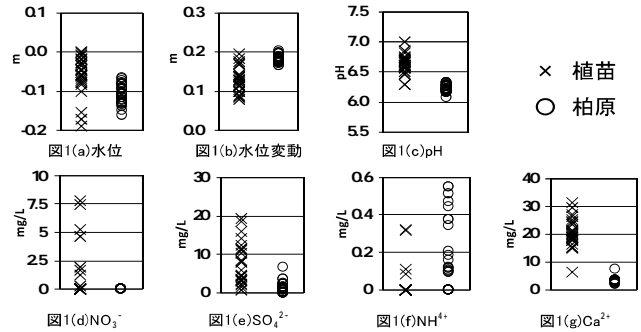 0.1
0.0
-0.1
-0.2
m
図1(a)水位
0.3
0.2
0.1
0.0
m
図1(b)水位変動
7.5
7.0
6.5
6.0
5.5
pH
図1(c)pH
× 植苗
○ 柏原
10
7.5
5
2.5
0
mg/L
図1(d)NO₃⁻
30
20
10
0
mg/L
図1(e)SO₄²⁻
0.6
0.4
0.2
0
mg/L
図1(f)NH⁴⁺
40
30
20
10
0
mg/L
図1(g)Ca²⁺